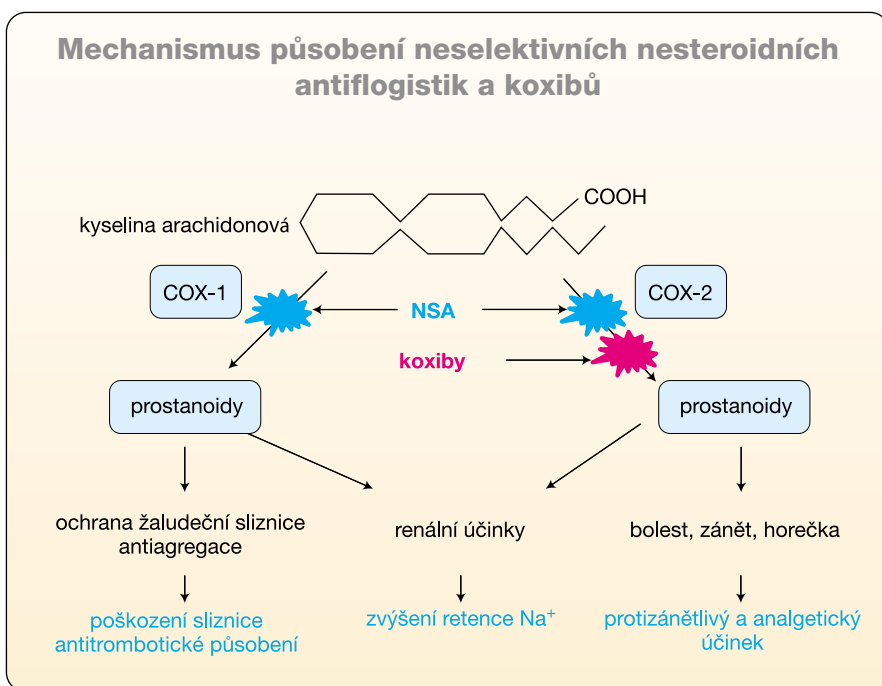 Mechanismus působení neselektivních nesteroidních
antiflogistik a koxibů
COOH
kyselina arachidonová
COX-1
COX-2
NSA
koxiby
prostanoidy
prostanoidy
ochrana žaludeční sliznice
antiagregace
renální účinky
bolest, zánět, horečka
poškození sliznice
antitrombotické působení
zvýšení retence Na⁺
protizánětlivý a analgetický
účinek